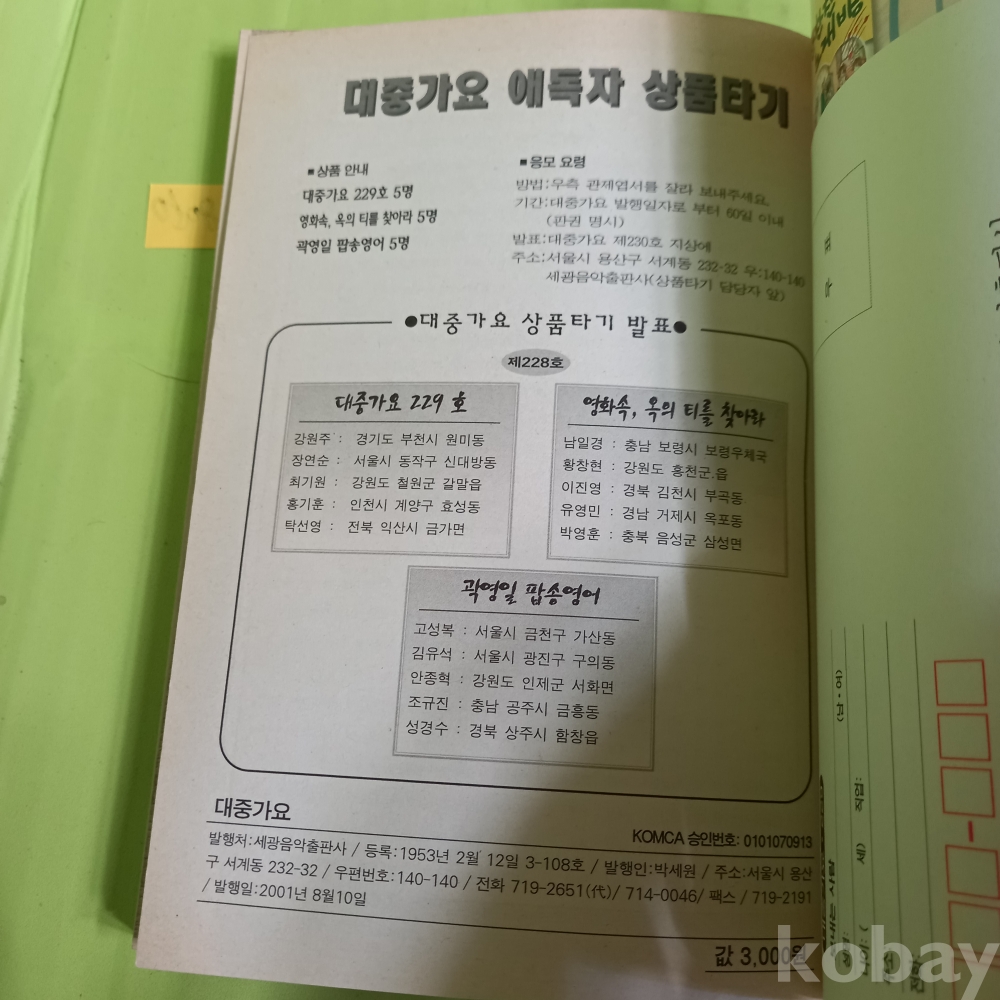 대중가요 애독자 상품타기
■상품 안내
대중가요 229호 5명
영화속, 옥의 티를 찾아라 5명
곽영일 팝송영어 5명
■응모 요령
방법:우측 관제엽서를 잘라 보내주세요.
기간:대중가요 발행일자로 부터 60일 이내
(판권 명시)
발표:대중가요 제230호 지상에
주소:서울시 용산구 서계동 232-32 우:140-140
세광음악출판사(상품타기 담당자 앞)
●대중가요 상품타기 발표●
제228호
대중가요 229 호
강원주 : 경기도 부천시 원미동
장연순 : 서울시 동작구 신대방동
최기원 : 강원도 철원군 갈말읍
홍기훈 : 인천시 계양구 효성동
탁선영 : 전북 익산시 금가면
영화속, 옥의 티를 찾아라
남일경 : 충남 보령시 보령우체국
황창현 : 강원도 홍천군.읍
이진영 : 경북 김천시 부곡동
유영민 : 경남 거제시 옥포동
박영훈 : 충북 음성군 삼성면
곽영일 팝송영어
고성복 : 서울시 금천구 가산동
김유석 : 서울시 광진구 구의동
안종혁 : 강원도 인제군 서화면
조규진 : 충남 공주시 금흥동
성경수 : 경북 상주시 함창읍
대중가요
KOMCA 승인번호: 0101070913
발행처:세광음악출판사 / 등록:1953년 2월 12일 3-108호 / 발행인:박세원 / 주소:서울시 용산
구 서계동 232-32 / 우편번호:140-140 / 전화 719-2651(代)/ 714-0046/ 팩스 / 719-2191
/ 발행일:2001년 8월10일
값 3,000원
우 표
(남·여)
세) 직업:
kobay